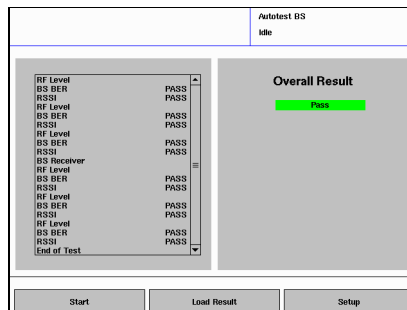 Autotest BS
Idle
RF Level
BS BER PASS
RSSI PASS
RF Level
BS BER PASS
RSSI PASS
RF Level
BS BER PASS
RSSI PASS
BS Receiver
RF Level
BS BER PASS
RSSI PASS
RF Level
BS BER PASS
RSSI PASS
RF Level
BS BER PASS
RSSI PASS
End of Test
Overall Result
Pass
Start
Load Result
Setup